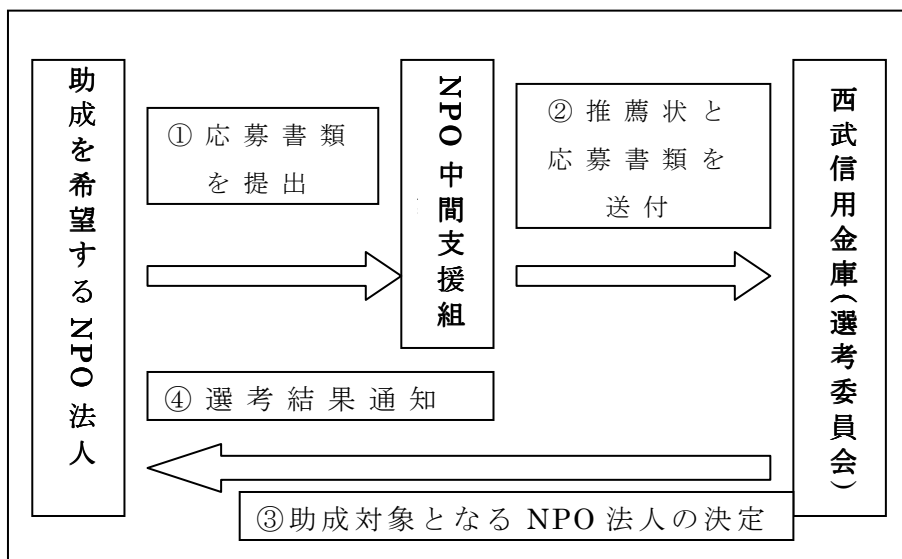 助成を希望するNPO法人
①応募書類
を提出
NPO中間支援組
②推薦状と
応募書類を
送付
西武信用金庫(選考委員会)
④選考結果通知
③助成対象となるNPO法人の決定